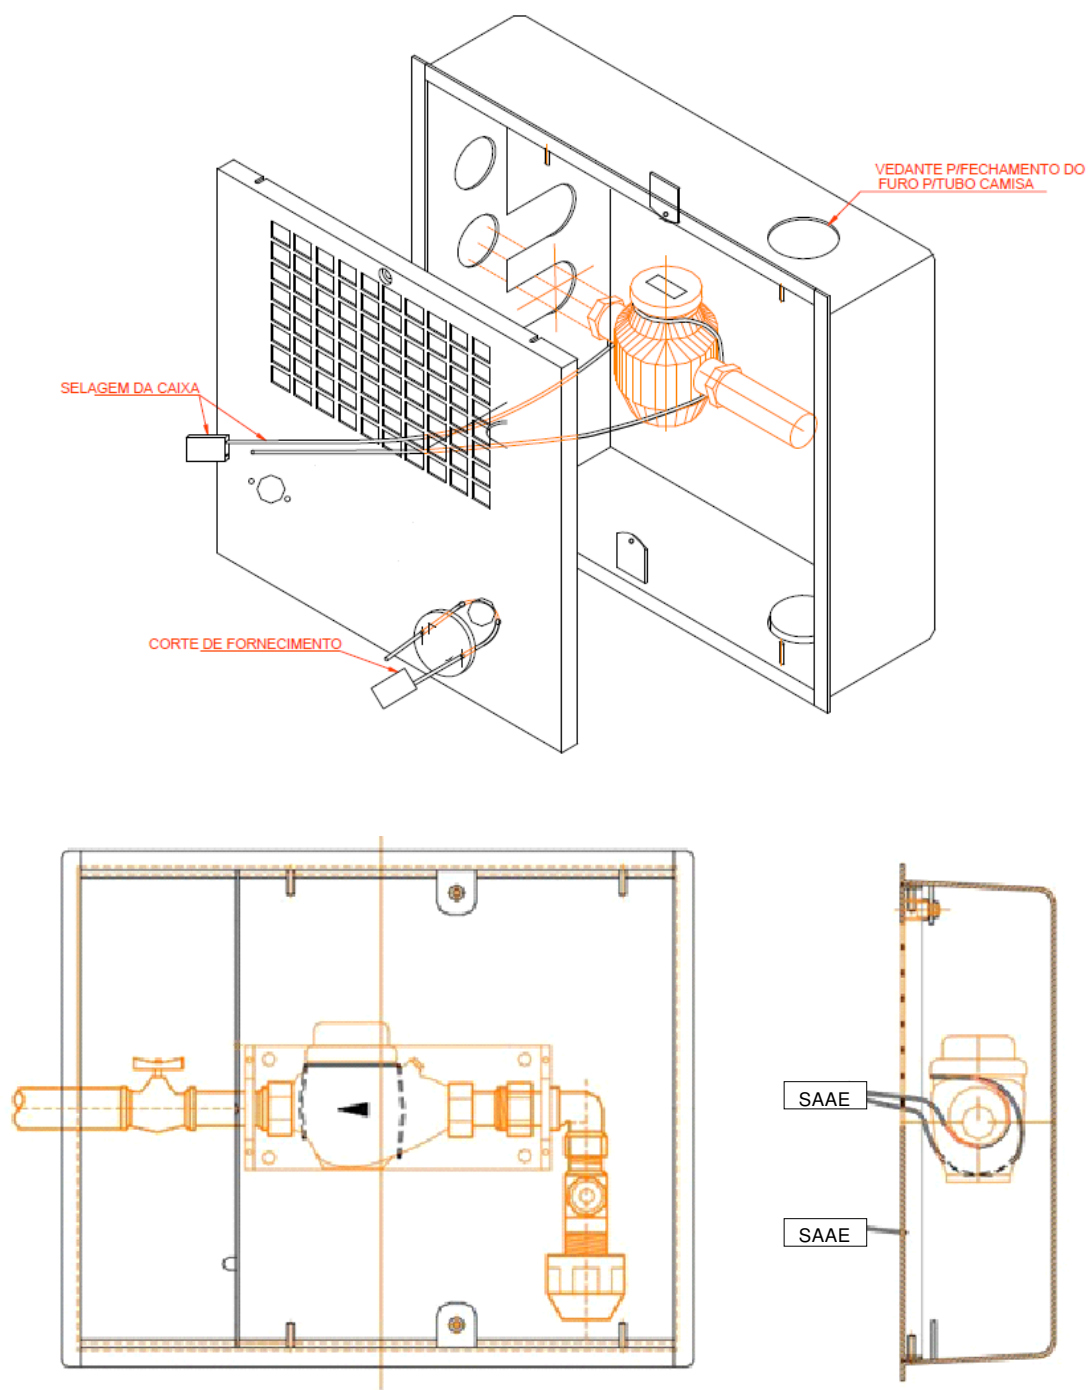 VEDANTE P/FECHAMENTO DO
FURO P/TUBO CAMISA
SELAGEM DA CAIXA
CORTE DE FORNECIMENTO
SAAE
SAAE